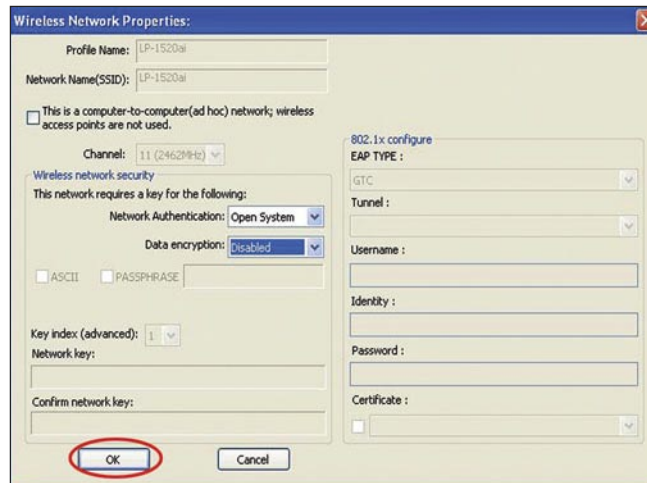 Wireless Network Properties:
Profile Name: LP-1520ai
Network Name(SSID): LP-1520ai
This is a computer-to-computer(ad hoc) network; wireless
access points are not used.
Channel: 11 (2462MHz)
Wireless network security
This network requires a key for the following:
Network Authentication: Open System
Data encryption: Disabled
ASCII PASSPHRASE
Key index (advanced): 1
Network key:
Confirm network key:
802.1x configure
EAP TYPE :
GTC
Tunnel :
Username :
Identity :
Password :
Certificate :
OK Cancel